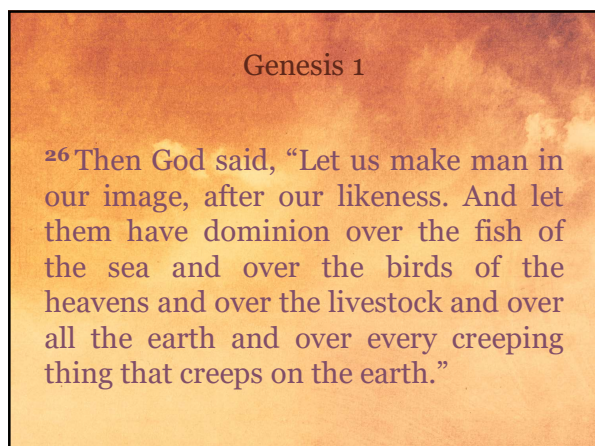 Genesis 1
26 Then God said, “Let us make man in
our image, after our likeness. And let
them have dominion over the fish of
the sea and over the birds of the
heavens and over the livestock and over
all the earth and over every creeping
thing that creeps on the earth.”